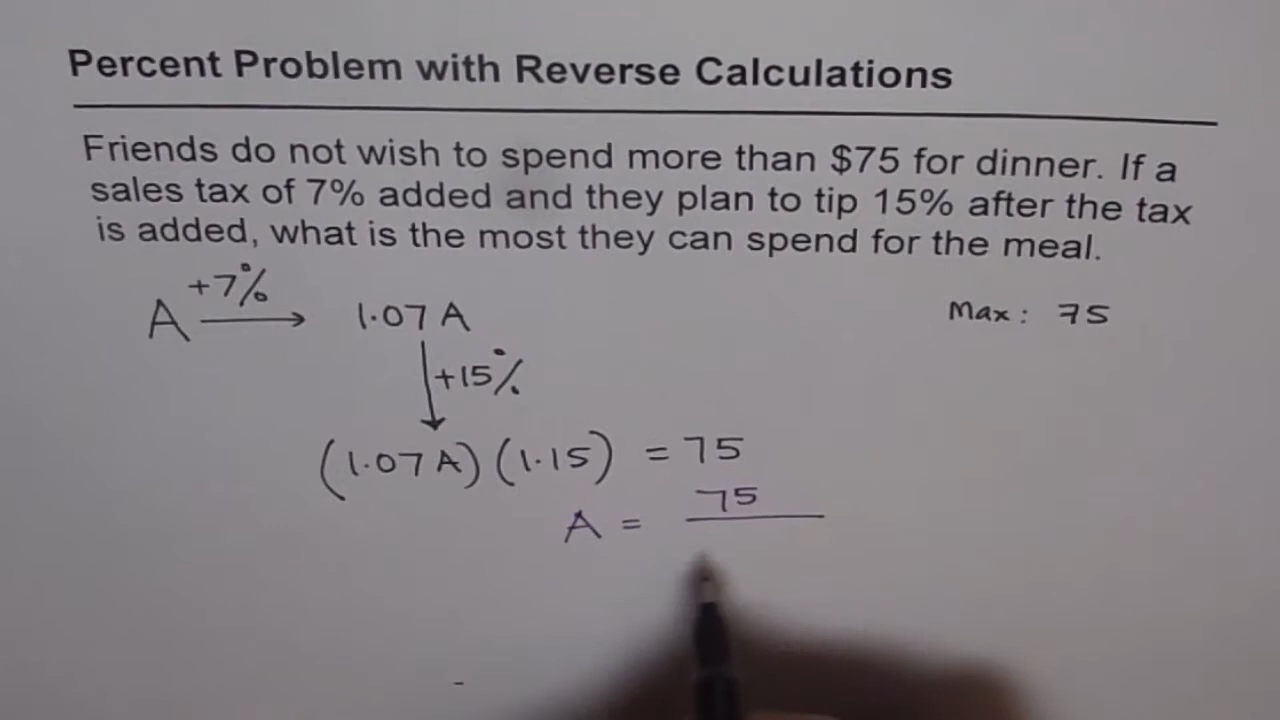 Percent Problem with Reverse Calculations
Friends do not wish to spend more than $75 for dinner. If a
sales tax of 7% added and they plan to tip 15% after the tax
is added, what is the most they can spend for the meal.
+7%
A → 1.07 A
Max: 75
+15%
(1.07 A) (1.15) = 75
A = 75